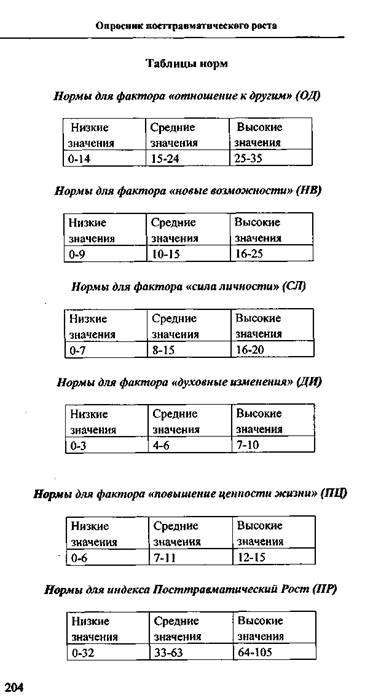 Опросник посттравматического роста
Таблицы норм
Нормы для фактора «отношение к другим» (ОД)
Низкие значения Средние значения Высокие значения
0-14 15-24 25-35
Нормы для фактора «новые возможности» (НВ)
Низкие значения Средние значения Высокие значения
0-9 10-15 16-25
Нормы для фактора «сила личности» (СЛ)
Низкие значения Средние значения Высокие значения
0-7 8-15 16-20
Нормы для фактора «духовные изменения» (ДИ)
Низкие значения Средние значения Высокие значения
0-3 4-6 7-10
Нормы для фактора «повышение ценности жизни» (ПЦ)
Низкие значения Средние значения Высокие значения
0-6 7-11 12-15
Нормы для индекса Посттравматический Рост (ПР)
Низкие значения Средние значения Высокие значения
0-32 33-63 64-105
204